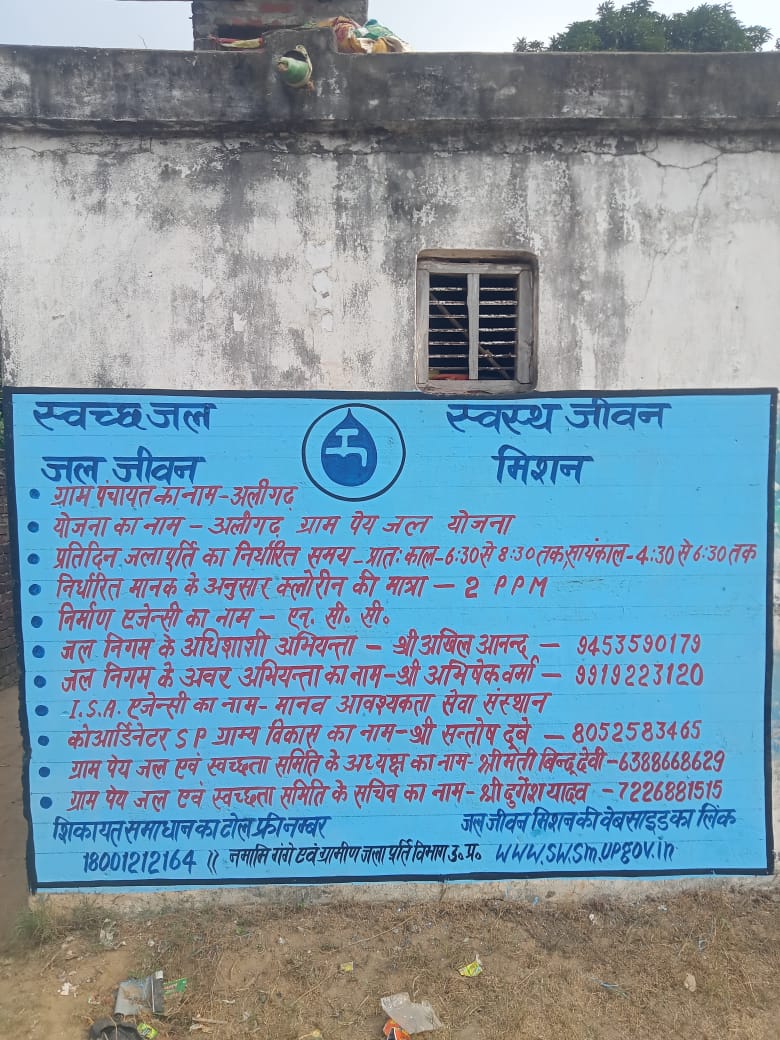 स्वच्छ जल स्वस्थ जीवन
जल जीवन मिशन
• ग्राम पंचायत का नाम - अलीगढ़
• योजना का नाम - अलीगढ़ ग्राम पेय जल योजना
• प्रतिदिन जलापूर्ति का निर्धारित समय - प्रातः काल - 6:30 से 8:30 तक, सायंकाल - 4:30 से 6:30 तक
• निर्धारित मानक के अनुसार क्लोरीन की मात्रा - 2 PPM
• निर्माण एजेन्सी का नाम - एन. सी. सी.
• जल निगम के अधिशाशी अभियन्ता - श्री अखिल आनन्द - 9453590179
• जल निगम के अवर अभियन्ता का नाम - श्री अभिषेक वर्मा - 9919223120
• I.S.A. एजेन्सी का नाम - मानव आवश्यकता सेवा संस्थान
• कोआर्डिनेटर S P ग्राम्य विकास का नाम - श्री सन्तोष दूबे - 8052583465
• ग्राम पेय जल एवं स्वच्छता समिति के अध्यक्ष का नाम - श्रीमती बिन्दू देवी - 6388668629
• ग्राम पेय जल एवं स्वच्छता समिति के सचिव का नाम - श्री दुर्गेश यादव - 7226881515
शिकायत समाधान का टोल फ्री नम्बर जल जीवन मिशन की वेबसाइड का लिंक
18001212164 // नमामि गंगे एवं ग्रामीण जला पूर्ति विभाग उ० प्र० WWW.SW.Sm.UPgov.in